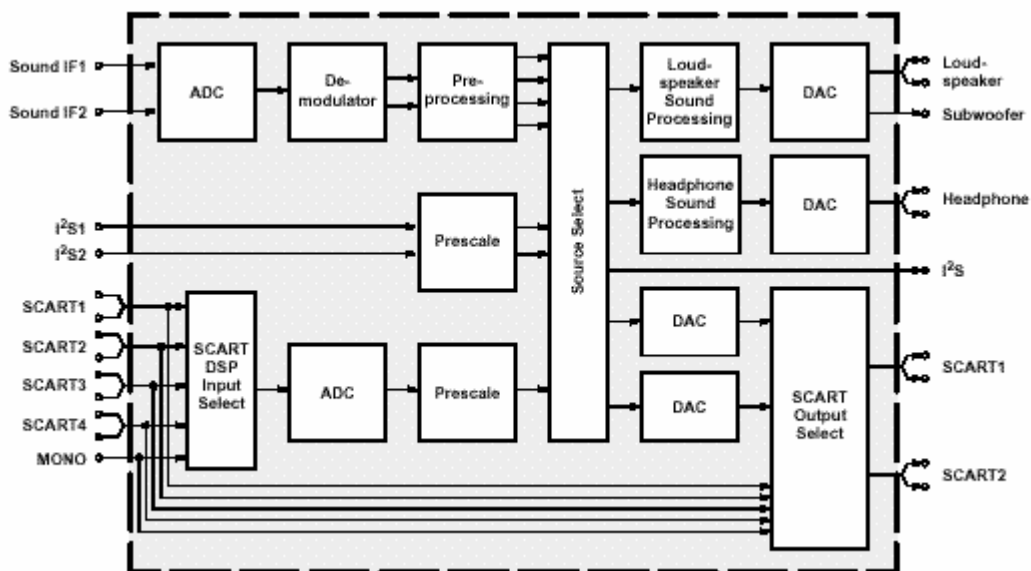 Sound IF1
Sound IF2
ADC
De-
modulator
Pre-
processing
Loud-
speaker
Sound
Processing
DAC
Loud-
speaker
Subwoofer
Headphone
Sound
Processing
DAC
Headphone
I²S1
I²S2
Prescale
Source Select
I²S
SCART1
SCART2
SCART3
SCART4
MONO
SCART
DSP
Input
Select
ADC
Prescale
DAC
DAC
SCART
Output
Select
SCART1
SCART2